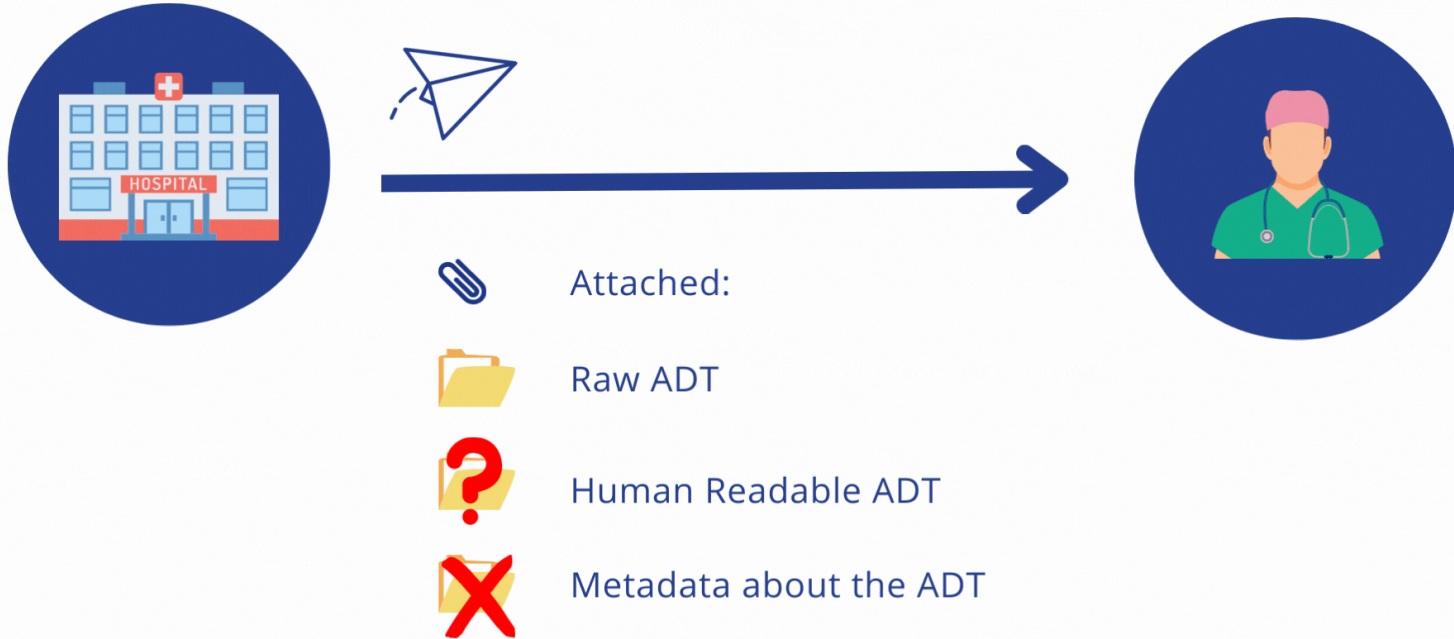 HOSPITAL
Attached:
Raw ADT
Human Readable ADT
Metadata about the ADT